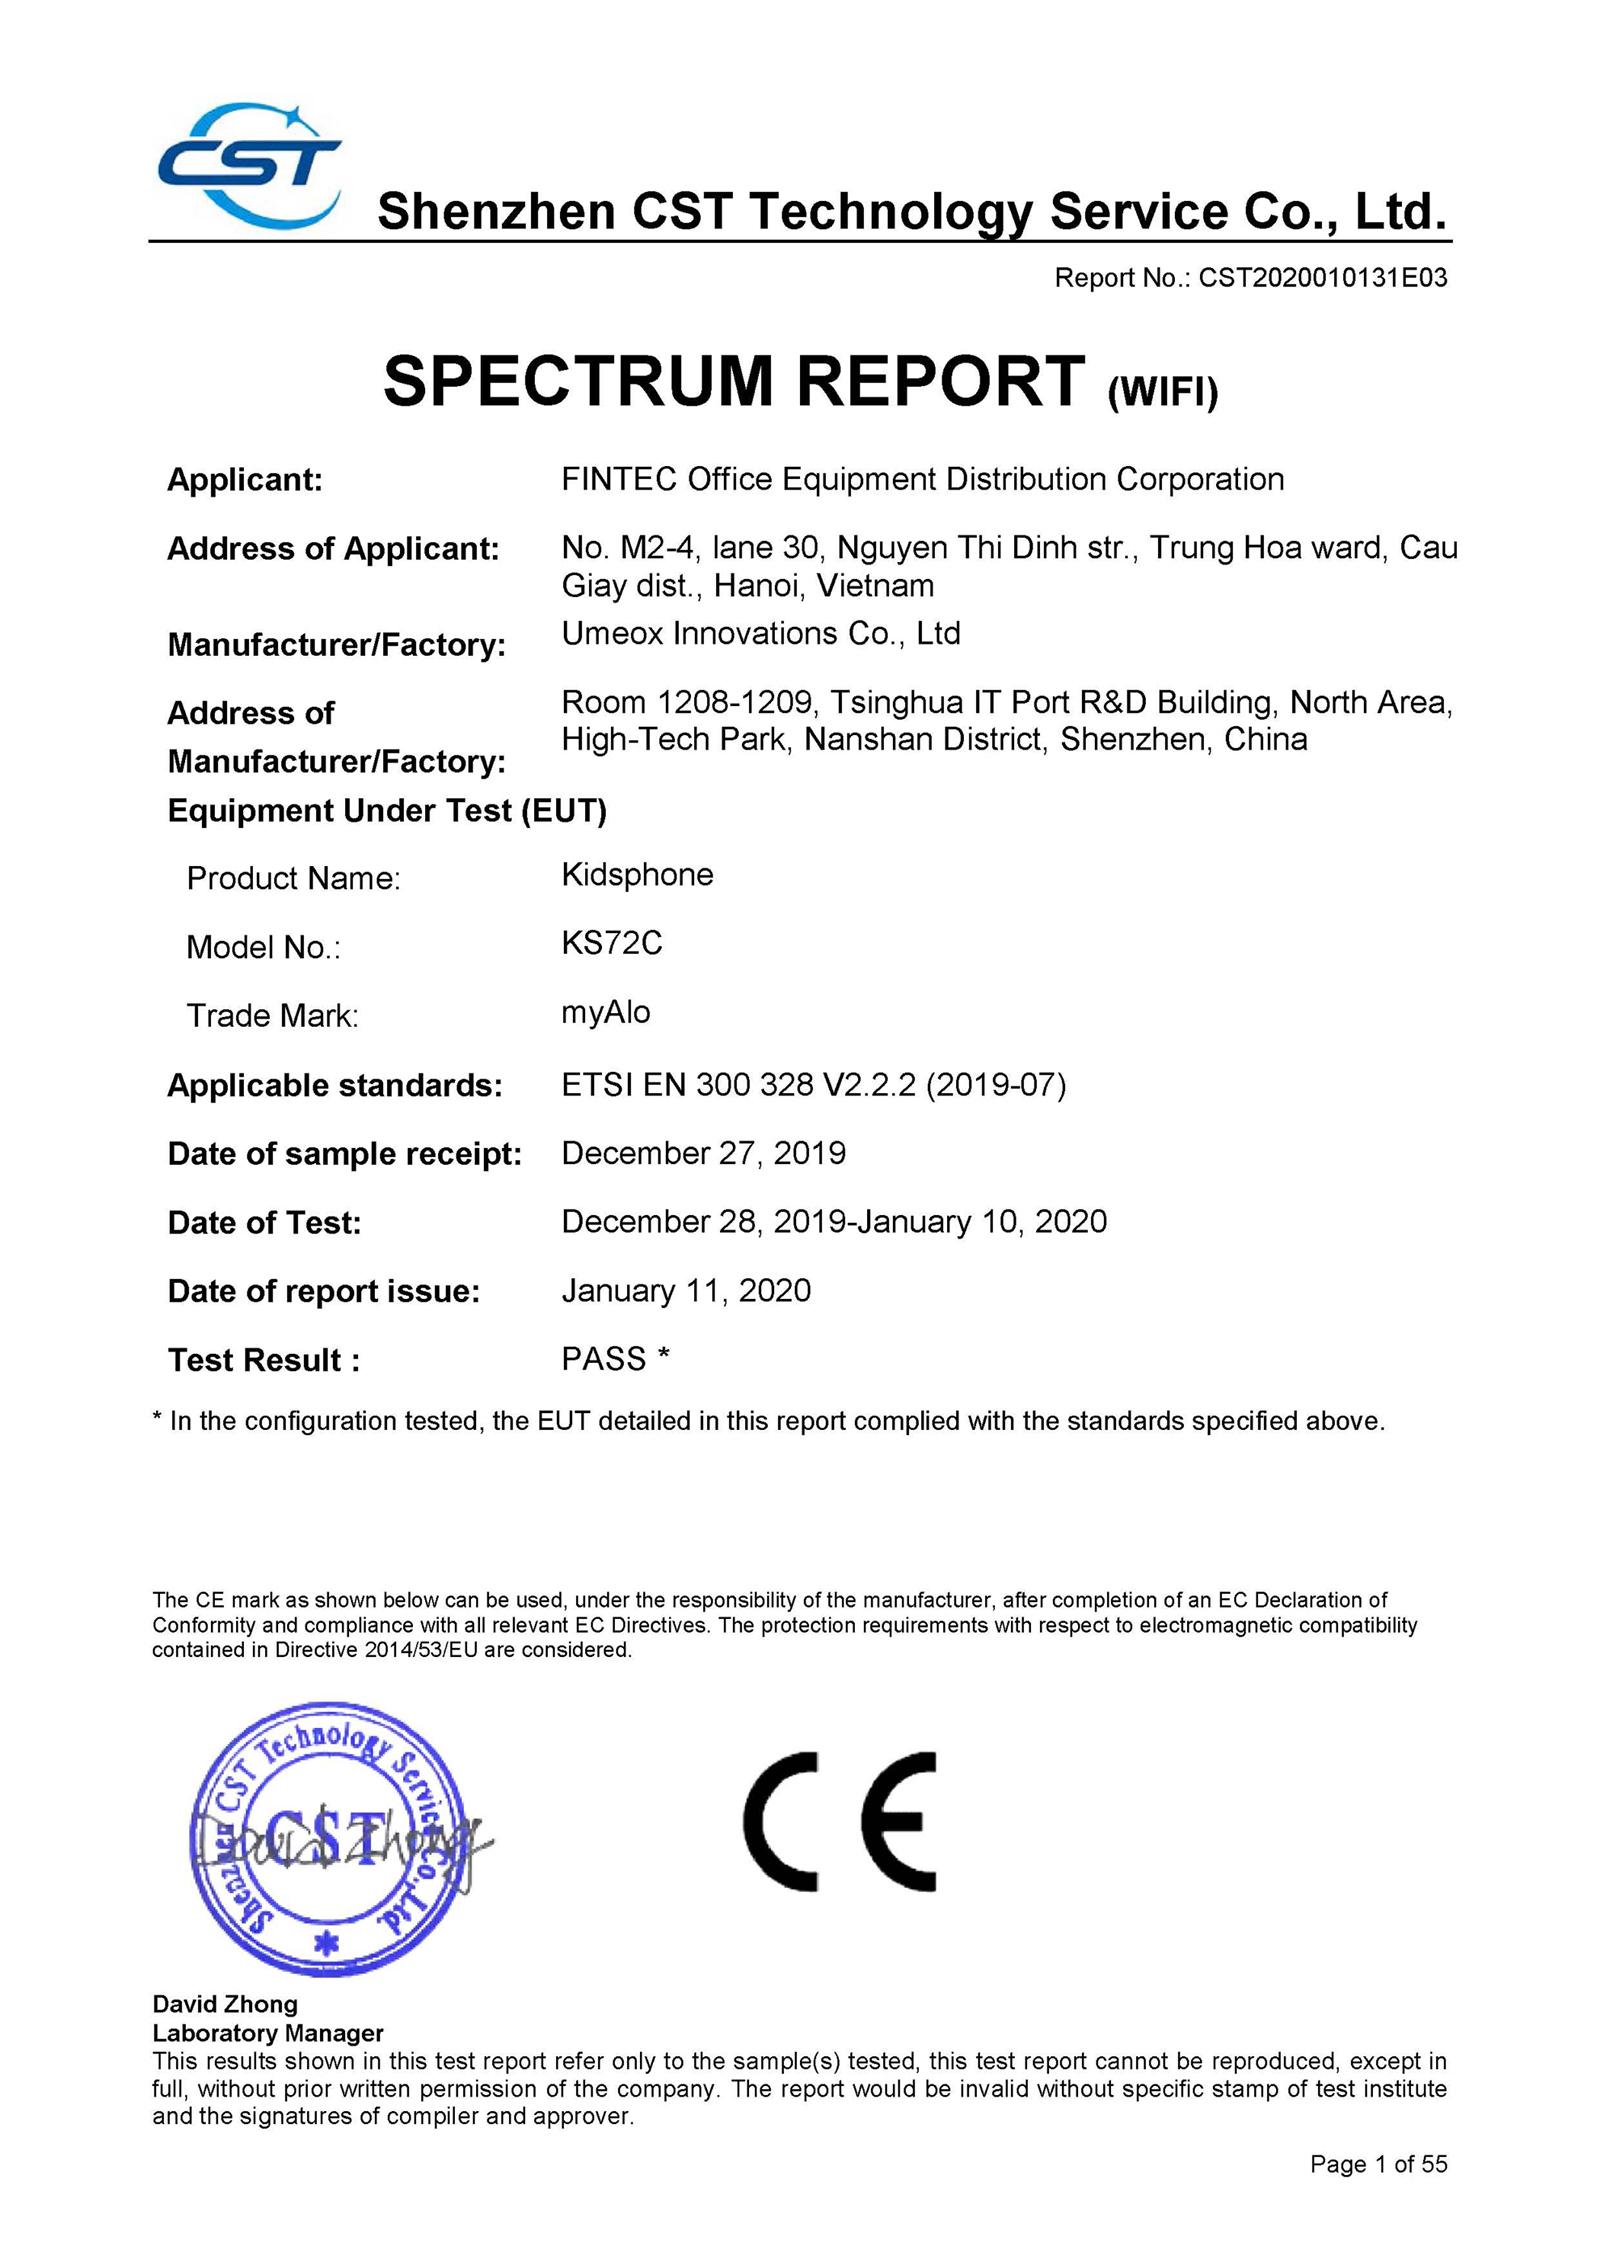 CST
Shenzhen CST Technology Service Co., Ltd.
Report No.: CST2020010131E03
SPECTRUM REPORT (WIFI)
Applicant: FINTEC Office Equipment Distribution Corporation
Address of Applicant: No. M2-4, lane 30, Nguyen Thi Dinh str., Trung Hoa ward, Cau
Giay dist., Hanoi, Vietnam
Manufacturer/Factory: Umeox Innovations Co., Ltd
Address of Room 1208-1209, Tsinghua IT Port R&D Building, North Area,
Manufacturer/Factory: High-Tech Park, Nanshan District, Shenzhen, China
Equipment Under Test (EUT)
Product Name: Kidsphone
Model No.: KS72C
Trade Mark: myAlo
Applicable standards: ETSI EN 300 328 V2.2.2 (2019-07)
Date of sample receipt: December 27, 2019
Date of Test: December 28, 2019-January 10, 2020
Date of report issue: January 11, 2020
Test Result : PASS *
* In the configuration tested, the EUT detailed in this report complied with the standards specified above.
The CE mark as shown below can be used, under the responsibility of the manufacturer, after completion of an EC Declaration of
Conformity and compliance with all relevant EC Directives. The protection requirements with respect to electromagnetic compatibility
contained in Directive 2014/53/EU are considered.
Shenzhen CST Technology Service Co., Ltd.
CST
David Zhong
CE
David Zhong
Laboratory Manager
This results shown in this test report refer only to the sample(s) tested, this test report cannot be reproduced, except in
full, without prior written permission of the company. The report would be invalid without specific stamp of test institute
and the signatures of compiler and approver.
Page 1 of 55